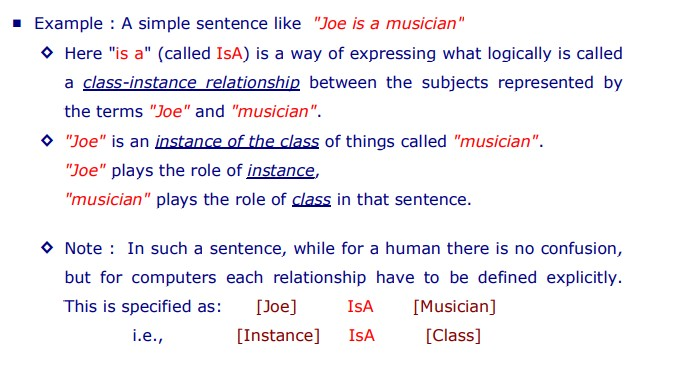 ▪ Example : A simple sentence like "Joe is a musician"
◊ Here "is a" (called IsA) is a way of expressing what logically is called
a class-instance relationship between the subjects represented by
the terms "Joe" and "musician".
◊ "Joe" is an instance of the class of things called "musician".
"Joe" plays the role of instance,
"musician" plays the role of class in that sentence.
◊ Note : In such a sentence, while for a human there is no confusion,
but for computers each relationship have to be defined explicitly.
This is specified as: [Joe] IsA [Musician]
i.e., [Instance] IsA [Class]